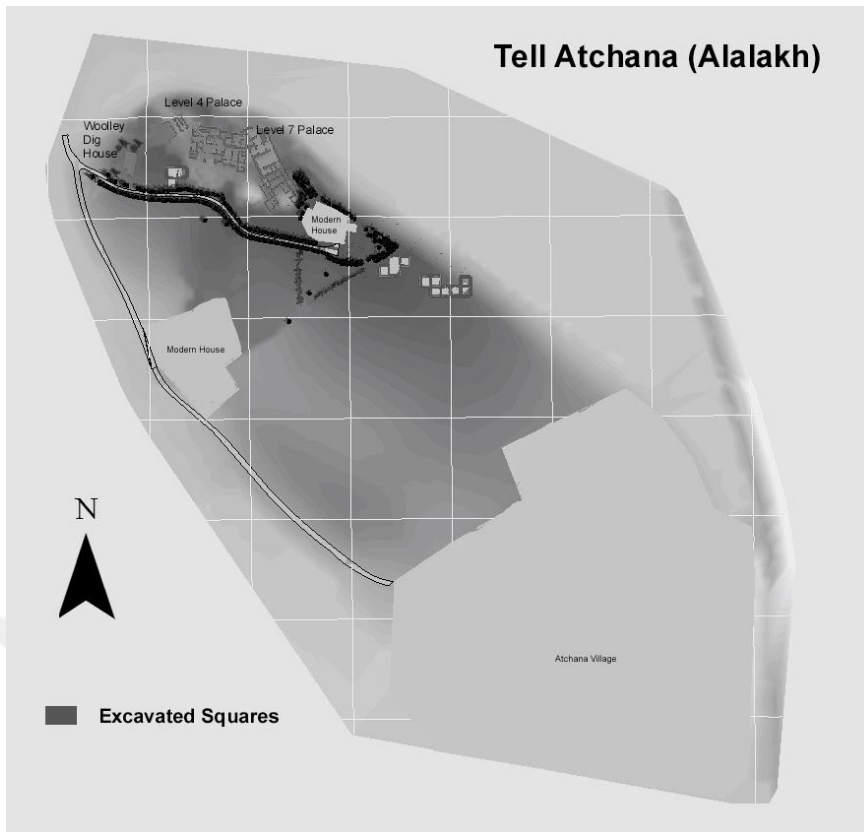 Tell Atchana (Alalakh)
Level 4 Palace
Woolley
Dig
House
Level 7 Palace
Modern
House
Modern House
N
Atchana Village
Excavated Squares